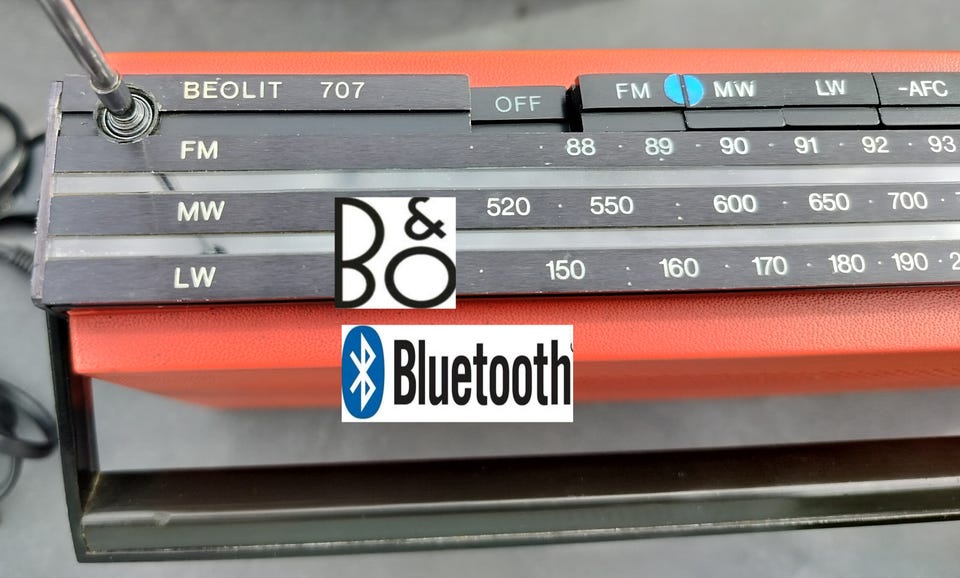 BEOLIT 707
OFF
FM MW LW -AFC
FM 88 89 90 91 92 93
MW 520 550 600 650 700
LW 150 160 170 180 190
B&O
Bluetooth